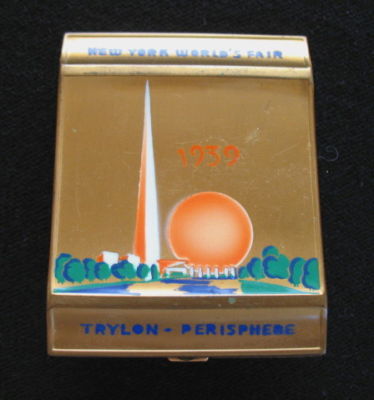 NEW YORK WORLD'S FAIR
1939
TRYLON - PERISPHERE